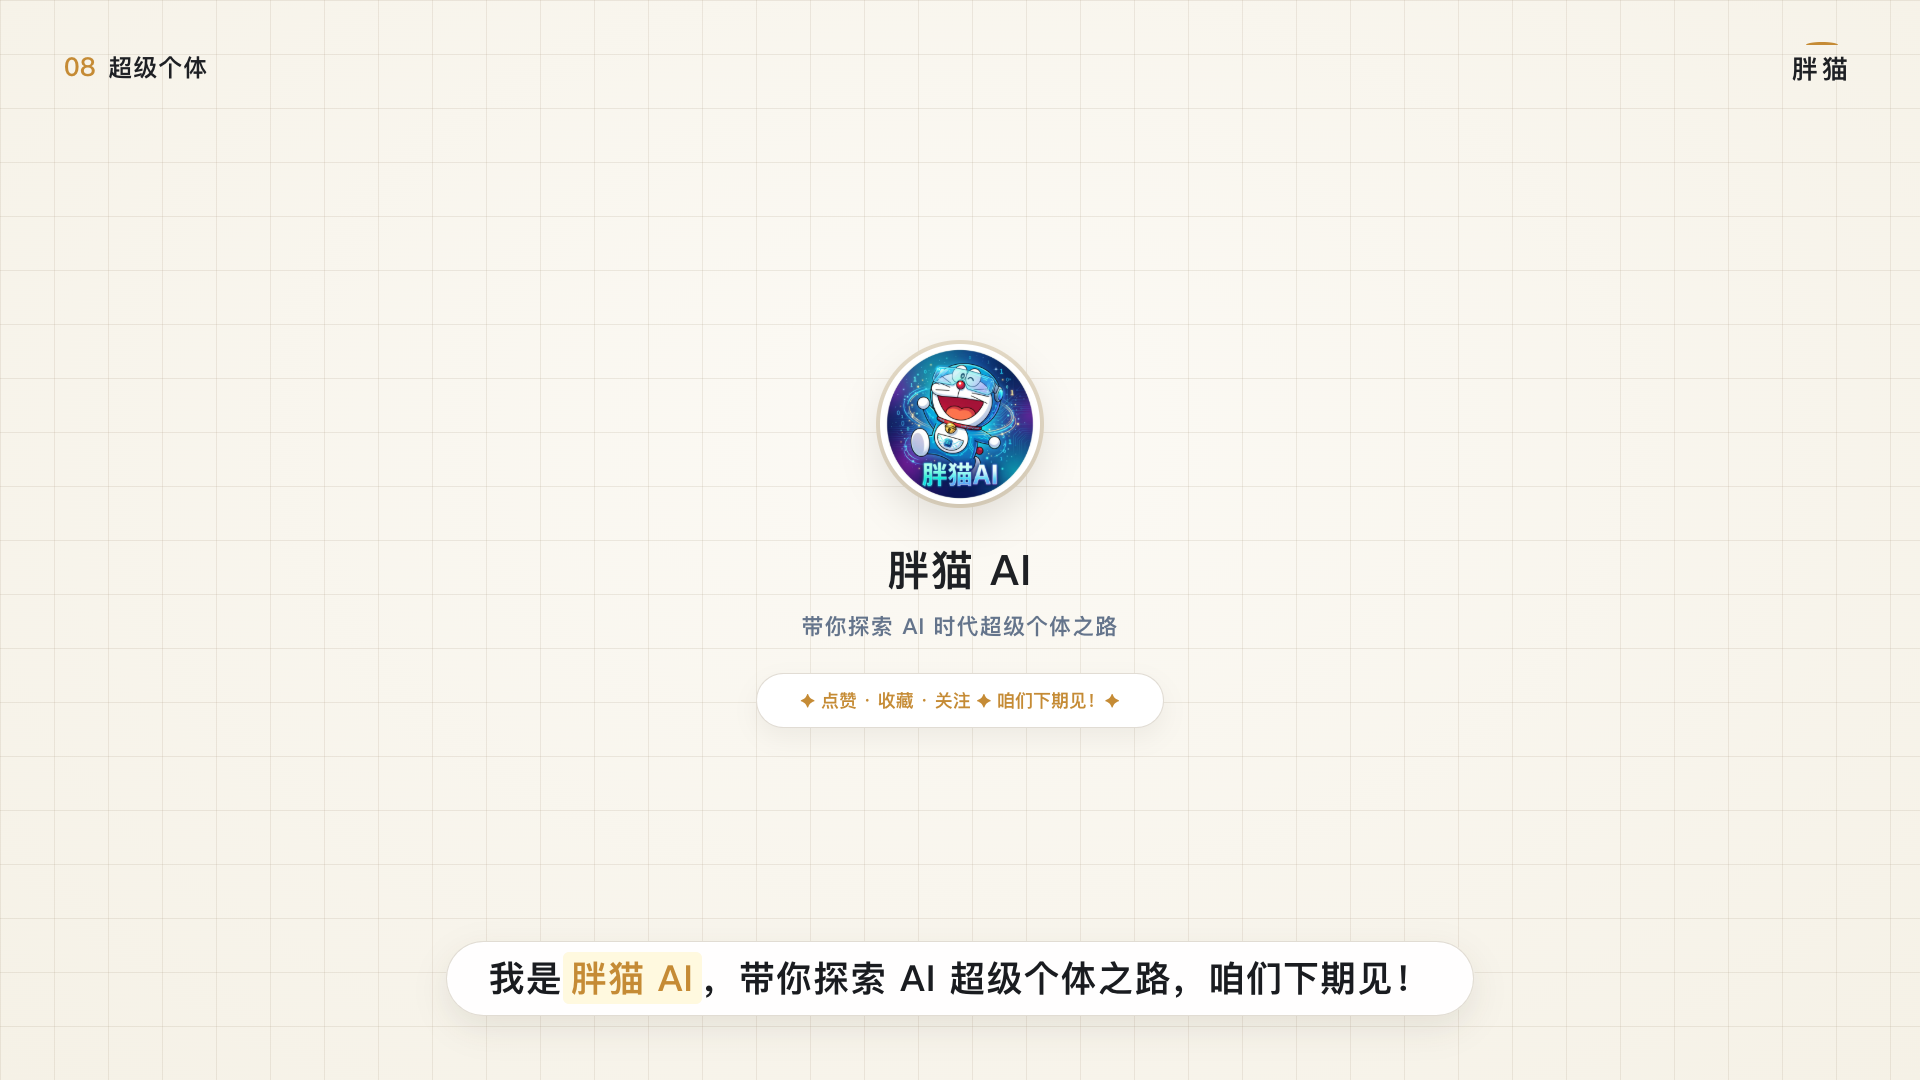 08 超级个体
胖猫
胖猫AI
胖猫 AI
带你探索 AI 时代超级个体之路
✦ 点赞 · 收藏 · 关注 ✦ 咱们下期见！✦
我是胖猫 AI，带你探索 AI 超级个体之路，咱们下期见！